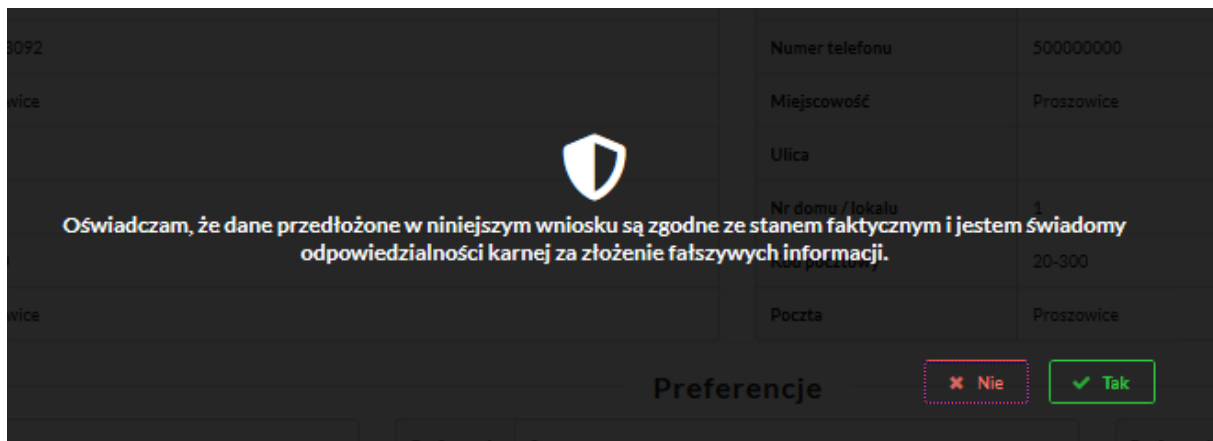 3092
Numer telefonu 500000000
wice
Miejscowość Proszowice
Ulica
Nr domu / lokalu 1
Oświadczam, że dane przedłożone w niniejszym wniosku są zgodne ze stanem faktycznym i jestem świadomy
odpowiedzialności karnej za złożenie fałszywych informacji.
Kod pocztowy 20-300
wice
Poczta Proszowice
Preferencje
Nie Tak